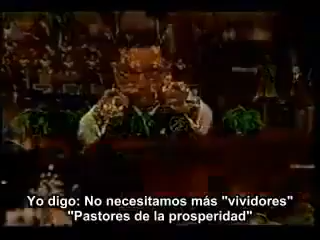 Yo digo: No necesitamos más "vividores"
"Pastores de la prosperidad"